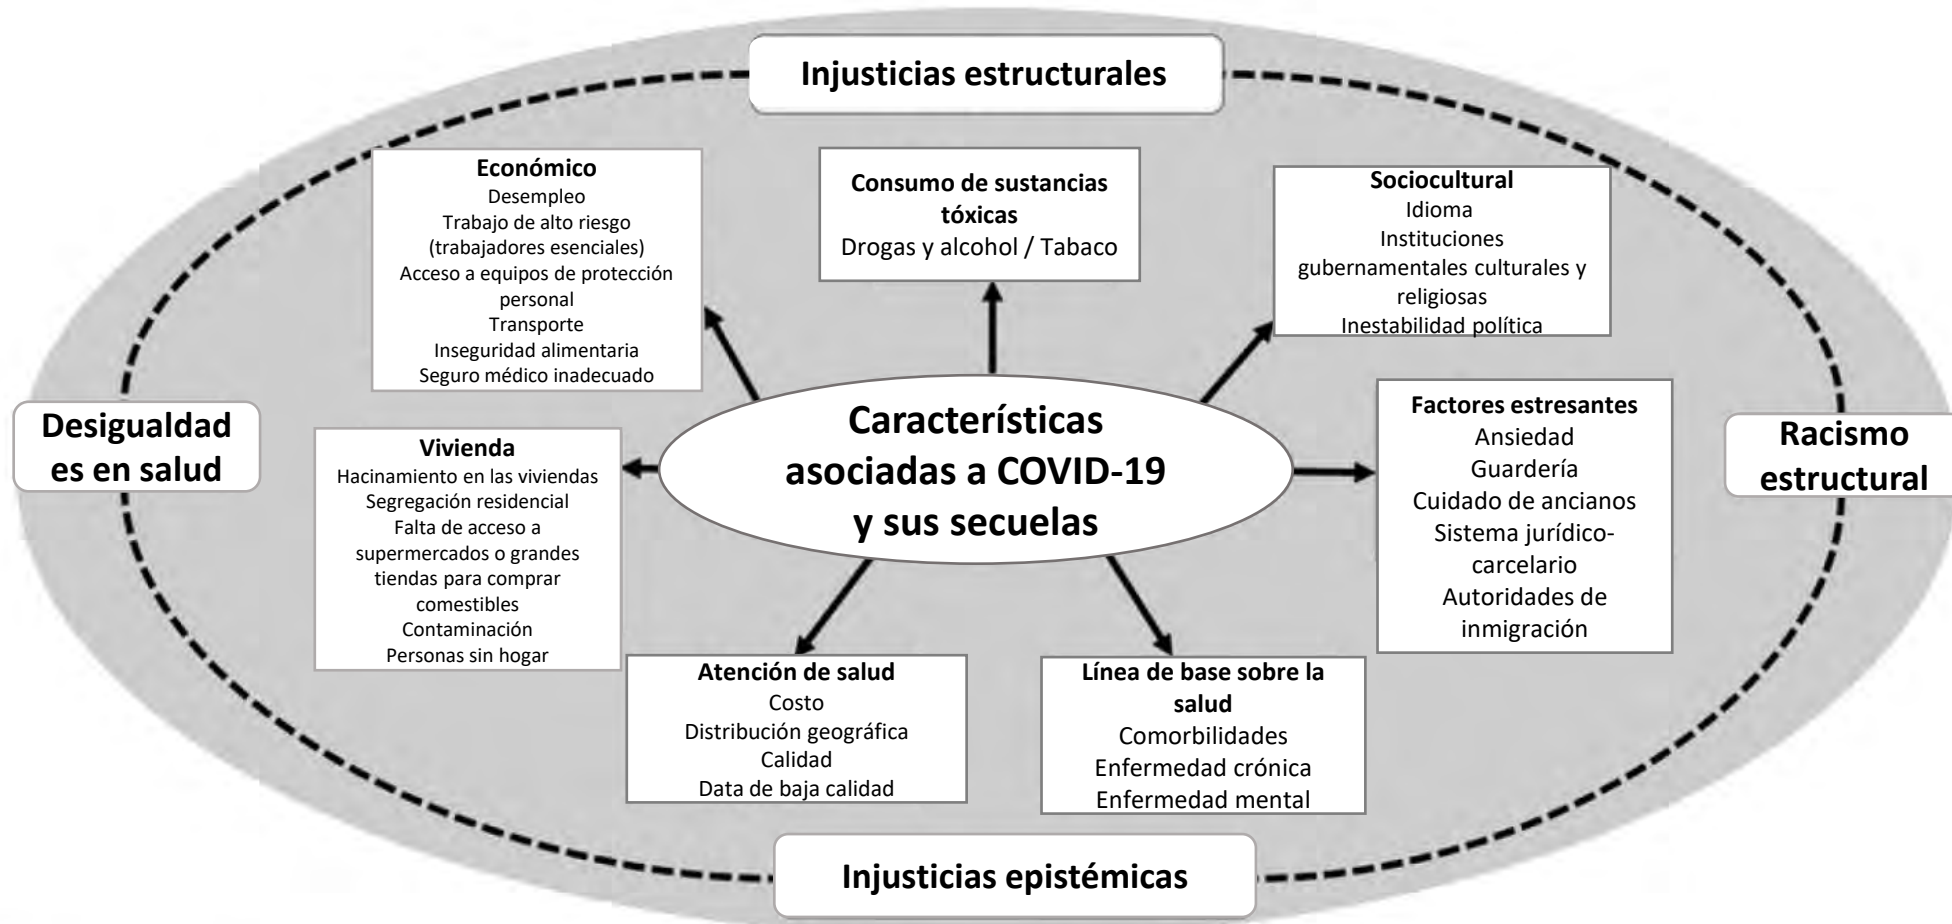 Injusticias estructurales
Económico
Desempleo
Trabajo de alto riesgo
(trabajadores esenciales)
Acceso a equipos de protección
personal
Transporte
Inseguridad alimentaria
Seguro médico inadecuado
Consumo de sustancias
tóxicas
Drogas y alcohol / Tabaco
Sociocultural
Idioma
Instituciones
gubernamentales culturales y
religiosas
Inestabilidad política
Desigualdad
es en salud
Vivienda
Hacinamiento en las viviendas
Segregación residencial
Falta de acceso a
supermercados o grandes
tiendas para comprar
comestibles
Contaminación
Personas sin hogar
Características
asociadas a COVID-19
y sus secuelas
Factores estresantes
Ansiedad
Guardería
Cuidado de ancianos
Sistema jurídico-
carcelario
Autoridades de
inmigración
Racismo
estructural
Atención de salud
Costo
Distribución geográfica
Calidad
Data de baja calidad
Línea de base sobre la
salud
Comorbilidades
Enfermedad crónica
Enfermedad mental
Injusticias epistémicas